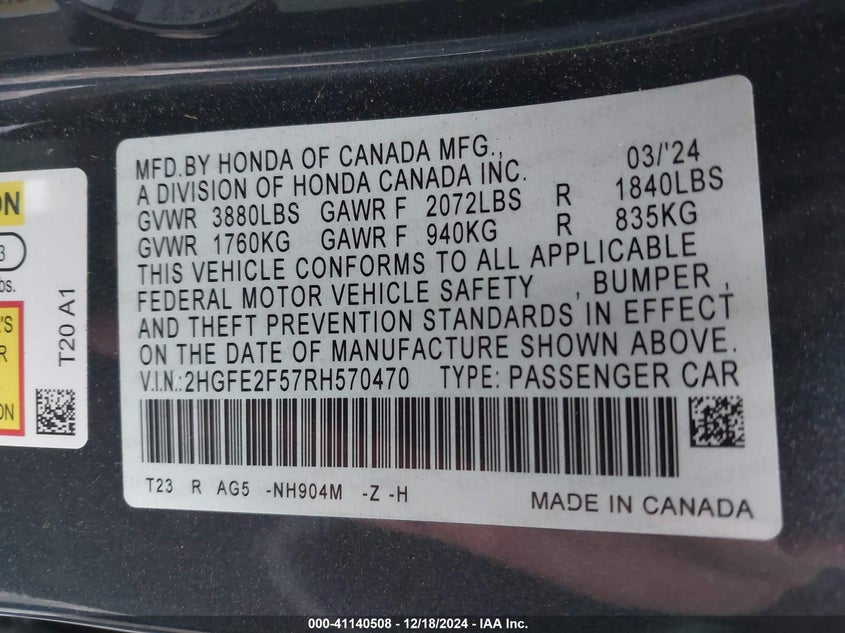 MFD.BY HONDA OF CANADA MFG., 03/'24
A DIVISION OF HONDA CANADA INC.
GVWR 3880LBS GAWR F 2072LBS R 1840LBS
GVWR 1760KG GAWR F 940KG R 835KG
THIS VEHICLE CONFORMS TO ALL APPLICABLE
FEDERAL MOTOR VEHICLE SAFETY , BUMPER ,
AND THEFT PREVENTION STANDARDS IN EFFECT
ON THE DATE OF MANUFACTURE SHOWN ABOVE.
V.I.N.:2HGFE2F57RH570470 TYPE: PASSENGER CAR
T23 R AG5 -NH904M -Z -H
MADE IN CANADA
T20 A1
000-41140508 - 12/18/2024 - IAA Inc.